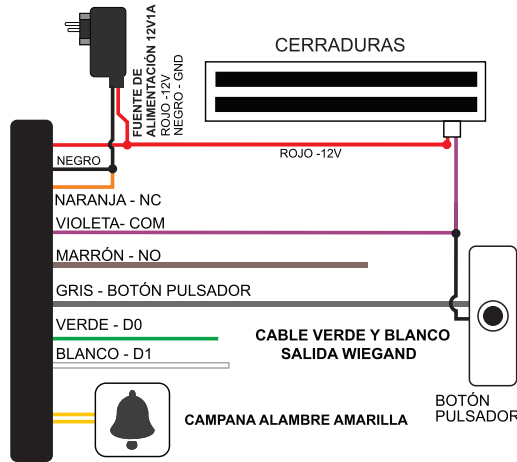 FUENTE DE
ALIMENTACIÓN 12V1A
ROJO -12V
NEGRO - GND
CERRADURAS
ROJO -12V
NEGRO
NARANJA - NC
VIOLETA- COM
MARRÓN - NO
GRIS - BOTÓN PULSADOR
VERDE - D0
BLANCO - D1
CABLE VERDE Y BLANCO
SALIDA WIEGAND
BOTÓN
PULSADOR
CAMPANA ALAMBRE AMARILLA